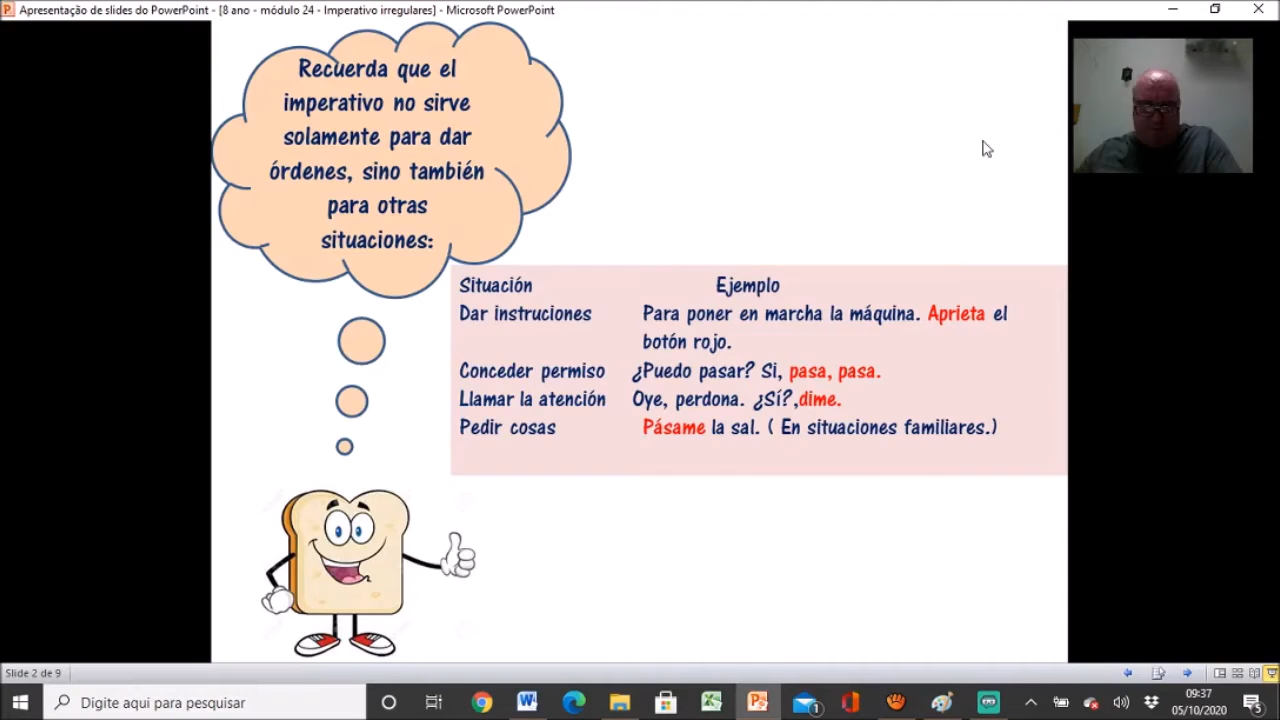 Apresentação de slides do PowerPoint - [8 ano - módulo 24 - Imperativo irregulares] - Microsoft PowerPoint
Recuerda que el
imperativo no sirve
solamente para dar
órdenes, sino también
para otras
situaciones:
Situación Ejemplo
Dar instruciones Para poner en marcha la máquina. Aprieta el
botón rojo.
Conceder permiso ¿Puedo pasar? Si, pasa, pasa.
Llamar la atención Oye, perdona. ¿Sí?,dime.
Pedir cosas Pásame la sal. ( En situaciones familiares.)
Slide 2 de 9
Digite aqui para pesquisar
1
09:37
05/10/2020
5